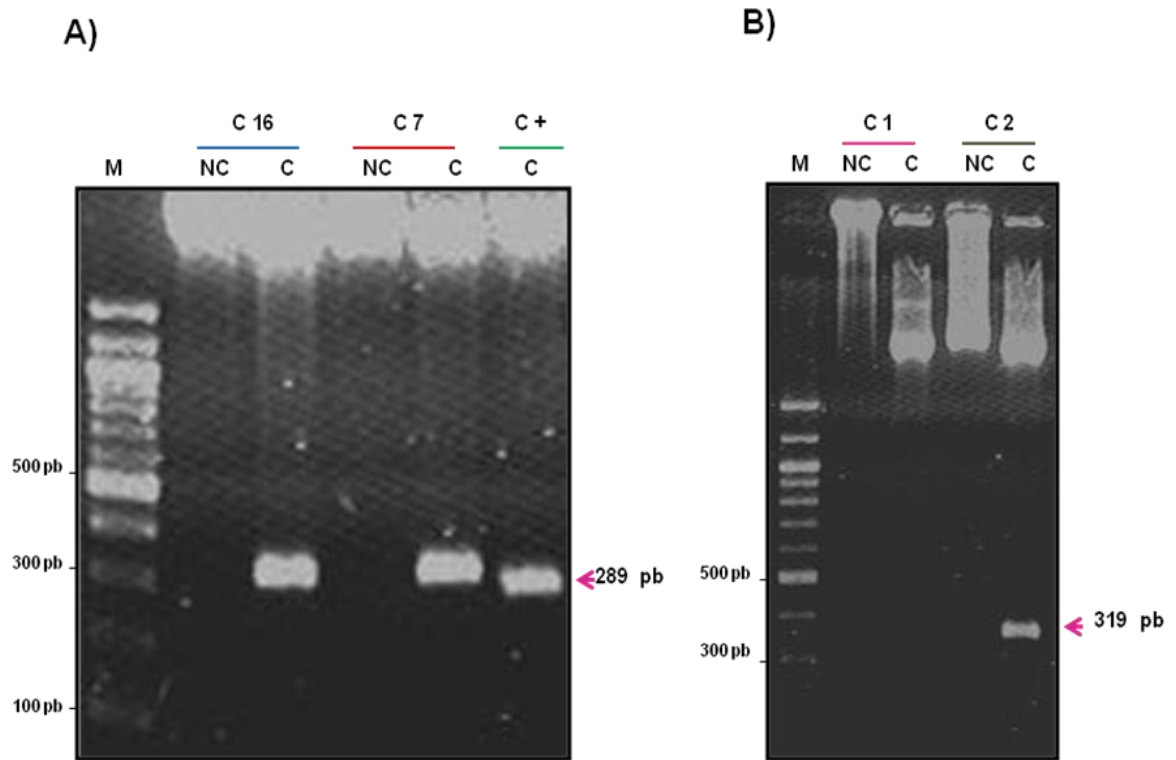 A)
C 16 C 7 C +
M NC C NC C C
500 pb
300 pb
289 pb
100 pb
B)
C 1 C 2
M NC C NC C
500 pb
319 pb
300 pb